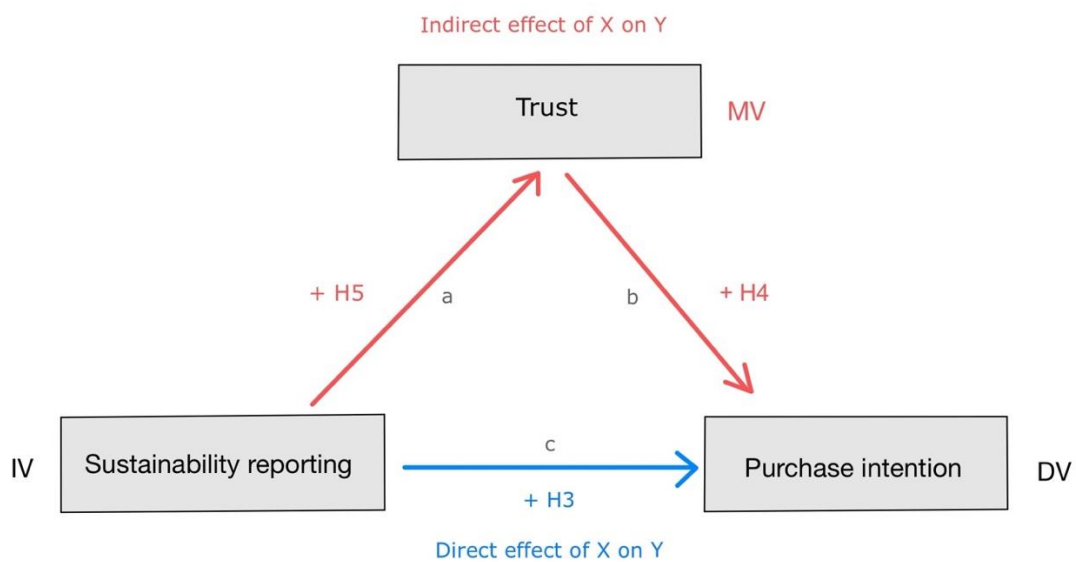 Indirect effect of X on Y
Trust
MV
+ H5
a
b
+ H4
IV
Sustainability reporting
c
+ H3
Purchase intention
DV
Direct effect of X on Y